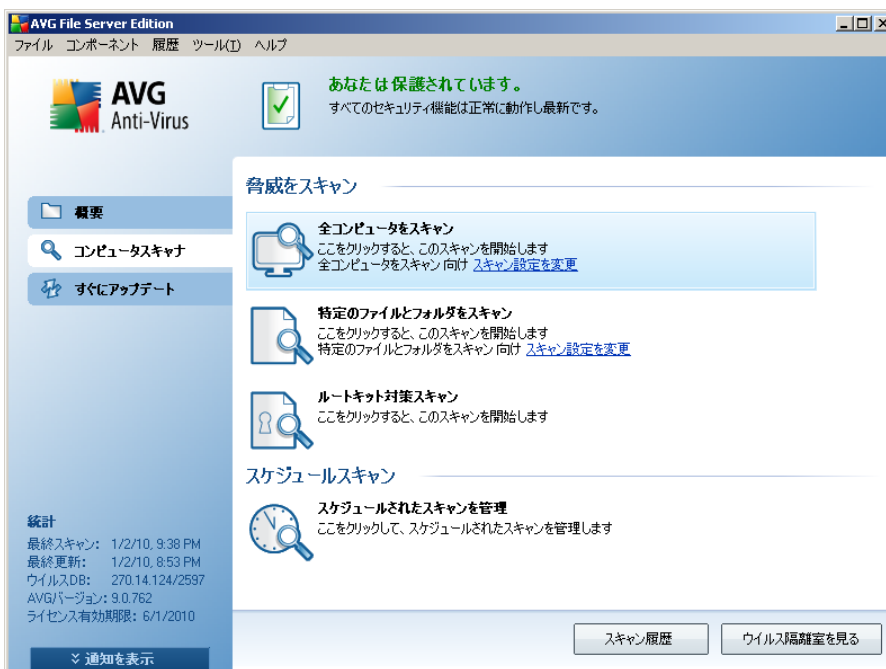 AVG File Server Edition
ファイル コンポーネント 履歴 ツール(T) ヘルプ
AVG
Anti-Virus
あなたは保護されています。
すべてのセキュリティ機能は正常に動作し最新です。
概要
コンピュータスキャナ
すぐにアップデート
脅威をスキャン
全コンピュータをスキャン
ここをクリックすると、このスキャンを開始します
全コンピュータをスキャン 向け スキャン設定を変更
特定のファイルとフォルダをスキャン
ここをクリックすると、このスキャンを開始します
特定のファイルとフォルダをスキャン 向け スキャン設定を変更
ルートキット対策スキャン
ここをクリックすると、このスキャンを開始します
スケジュールスキャン
スケジュールされたスキャンを管理
ここをクリックして、スケジュールされたスキャンを管理します
統計
最終スキャン: 1/2/10, 9:38 PM
最終更新: 1/2/10, 8:53 PM
ウイルスDB: 270.14.124/2597
AVGバージョン: 9.0.762
ライセンス有効期限: 6/1/2010
通知を表示
スキャン履歴
ウイルス隔離室を見る